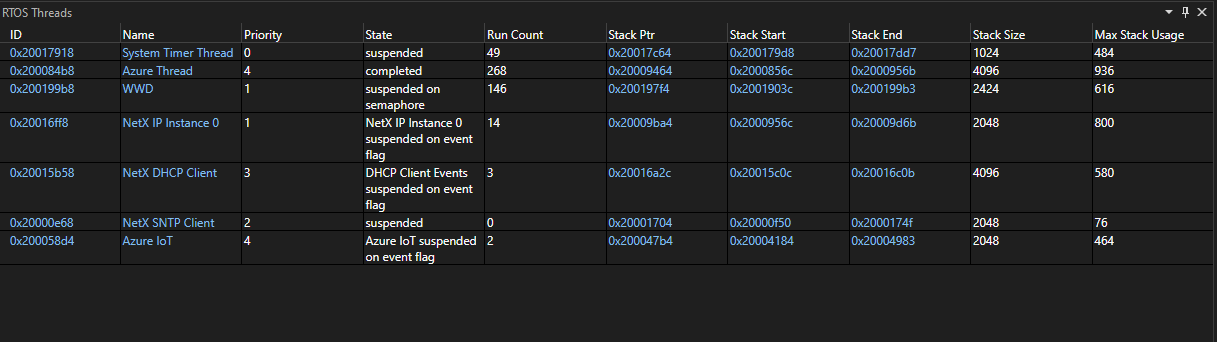 RTOS Threads
ID Name Priority State Run Count Stack Ptr Stack Start Stack End Stack Size Max Stack Usage
0x20017918 System Timer Thread 0 suspended 49 0x20017c64 0x200179d8 0x20017dd7 1024 484
0x200084b8 Azure Thread 4 completed 268 0x20009464 0x2000856c 0x2000956b 4096 936
0x200199b8 WWD 1 suspended on 146 0x200197f4 0x2001903c 0x200199b3 2424 616
semaphore
0x20016ff8 NetX IP Instance 0 1 NetX IP Instance 0 14 0x20009ba4 0x2000956c 0x20009d6b 2048 800
suspended on event
flag
0x20015b58 NetX DHCP Client 3 DHCP Client Events 3 0x20016a2c 0x20015c0c 0x20016c0b 4096 580
suspended on event
flag
0x20000e68 NetX SNTP Client 2 suspended 0 0x20001704 0x20000f50 0x2000174f 2048 76
0x200058d4 Azure IoT 4 Azure IoT suspended 2 0x200047b4 0x20004184 0x20004983 2048 464
on event flag